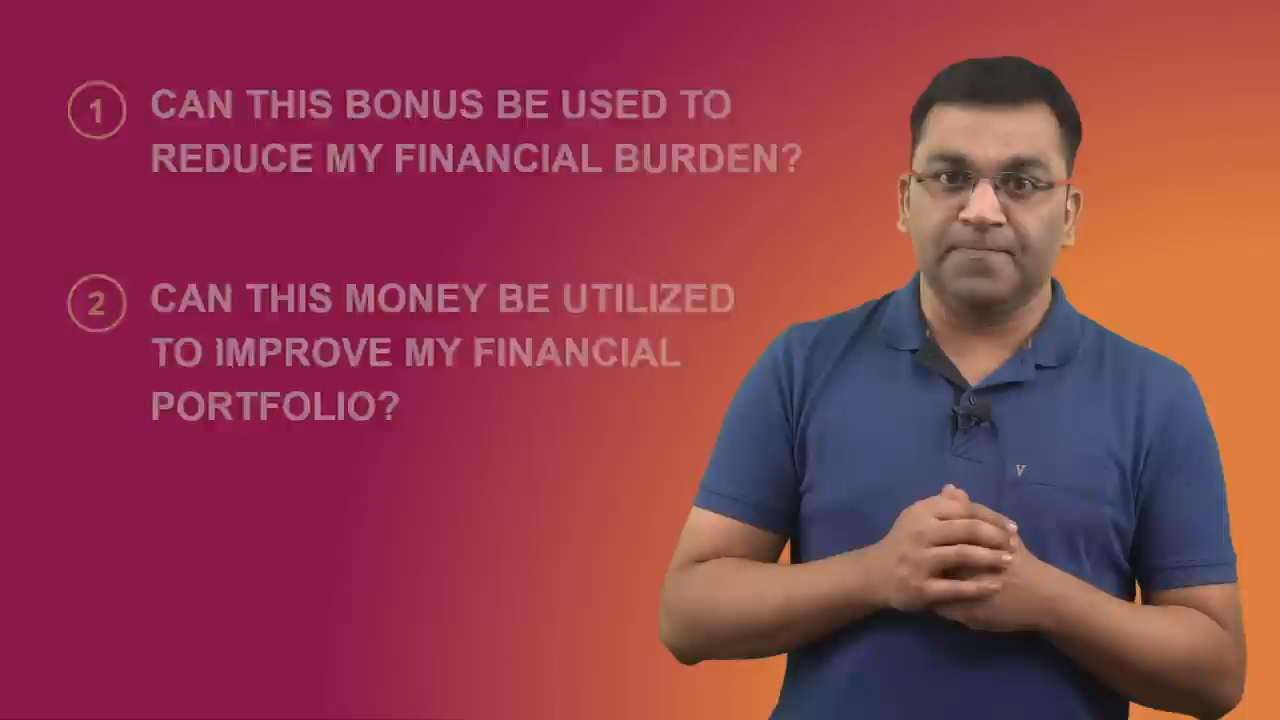 1 CAN THIS BONUS BE USED TO
REDUCE MY FINANCIAL BURDEN?
2 CAN THIS MONEY BE UTILIZED
TO IMPROVE MY FINANCIAL
PORTFOLIO?
V